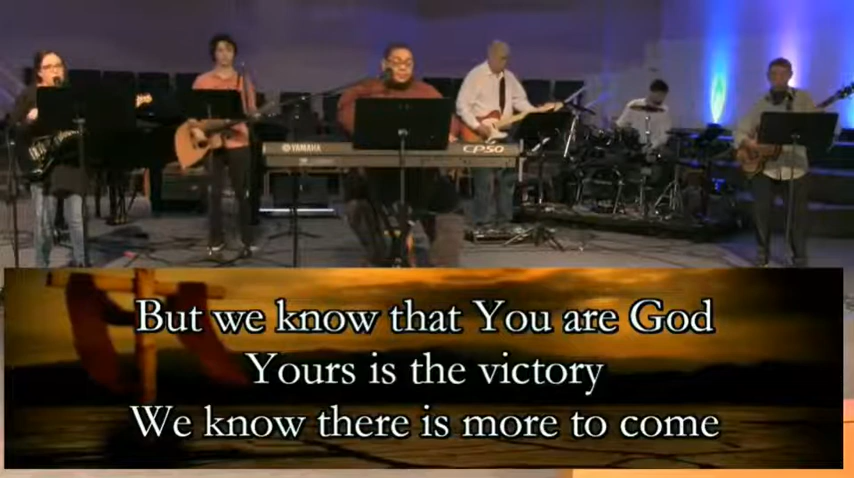 YAMAHA
CP50
But we know that You are God
Yours is the victory
We know there is more to come